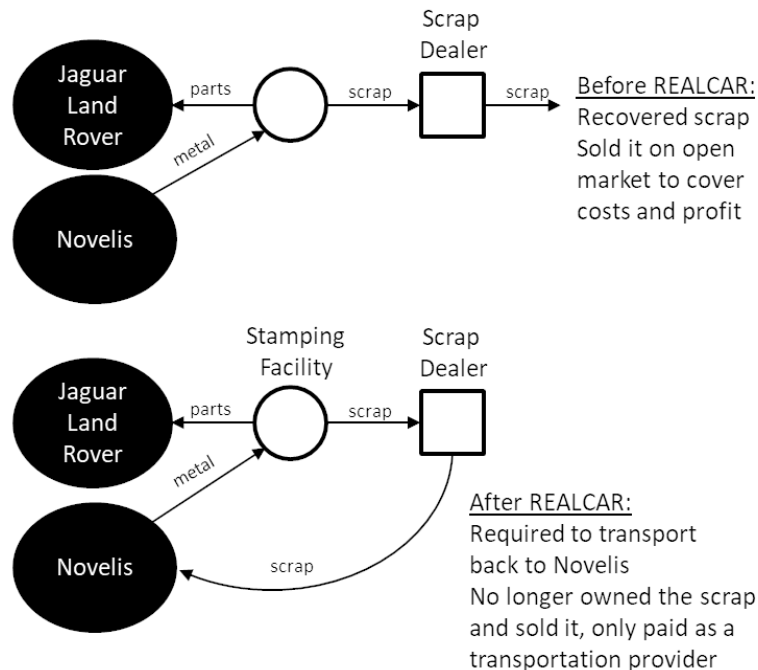 Scrap
Dealer
Jaguar
Land
Rover
parts
scrap
scrap
metal
Novelis
Before REALCAR:
Recovered scrap
Sold it on open
market to cover
costs and profit
Stamping
Facility
Scrap
Dealer
Jaguar
Land
Rover
parts
scrap
metal
Novelis
scrap
After REALCAR:
Required to transport
back to Novelis
No longer owned the scrap
and sold it, only paid as a
transportation provider